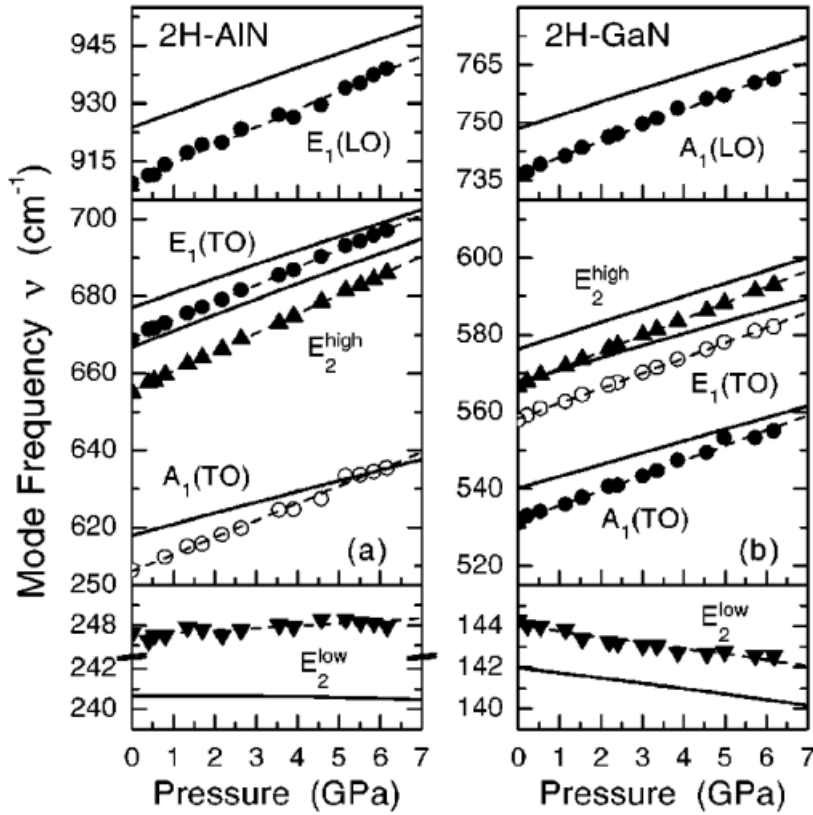 Mode Frequency ν (cm⁻¹)
2H-AlN
945
930
915
E₁(LO)
700
680
660
640
620
250
E₁(TO)
E₂ʰⁱᵍʰ
A₁(TO)
(a)
248
242
240
E₂ˡᵒʷ
0 1 2 3 4 5 6 7
Pressure (GPa)
2H-GaN
765
750
735
A₁(LO)
600
580
560
540
520
E₂ʰⁱᵍʰ
E₁(TO)
A₁(TO)
(b)
144
142
140
E₂ˡᵒʷ
0 1 2 3 4 5 6 7
Pressure (GPa)